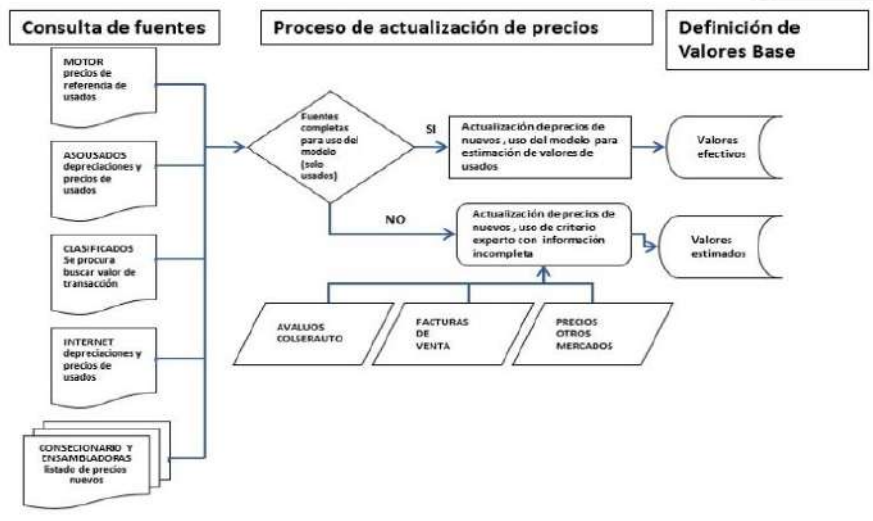 Consulta de fuentes
Proceso de actualización de precios
Definición de
Valores Base
MOTOR
precios de
referencia de
usados
ASOUSADOS
depreciaciones y
precios de
usados
CLASIFICADOS
Se procura
buscar valor de
transacción
INTERNET
depreciaciones y
precios de
usados
CONSECIONARIO Y
ENSAMBLADORAS
listado de precios
nuevos
Fuentes
completas
para uso del
modelo
(solo
usados)
SI
NO
Actualización de precios de
nuevos , uso del modelo para
estimación de valores de
usados
Actualización de precios de
nuevos , uso de criterio
experto con información
incompleta
Valores
efectivos
Valores
estimados
AVALUOS
COLSERAUTO
FACTURAS
DE
VENTA
PRECIOS
OTROS
MERCADOS